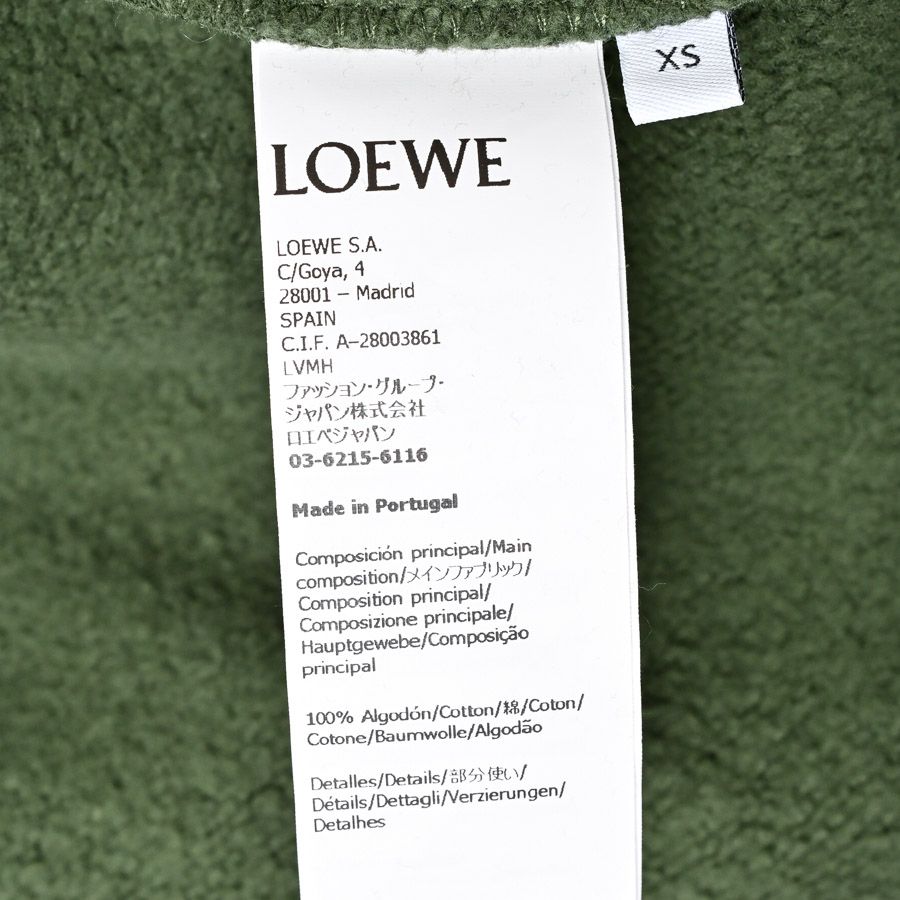 XS
LOEWE
LOEWE S.A.
C/Goya, 4
28001 – Madrid
SPAIN
C.I.F. A–28003861
LVMH
ファッション・グループ・
ジャパン株式会社
ロエベジャパン
03-6215-6116
Made in Portugal
Composición principal/Main
composition/メインファブリック/
Composition principal/
Composizione principale/
Hauptgewebe/Composição
principal
100% Algodón/Cotton/綿/Coton/
Cotone/Baumwolle/Algodão
Detalles/Details/部分使い/
Détails/Dettagli/Verzierungen/
Detalhes